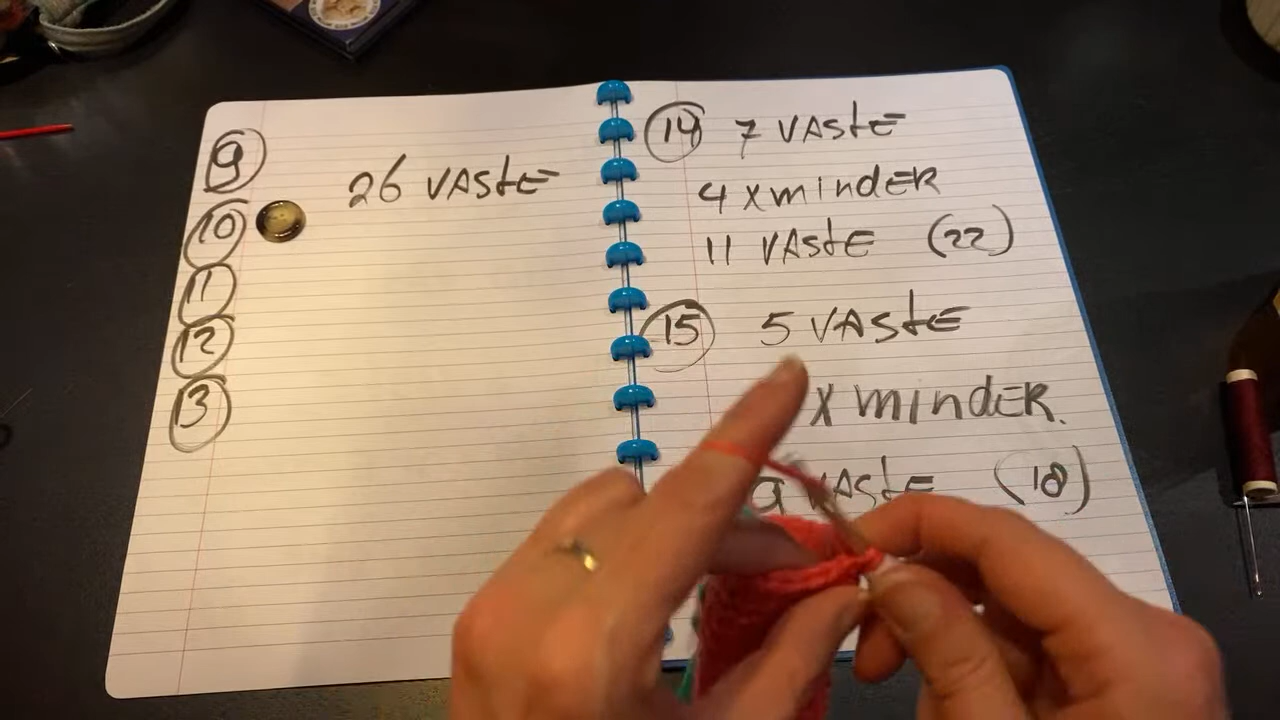 9
10
11
12
13
26 VASTE
14 7 VASTE
4 x mindER
11 VASTE (22)
15 5 VASTE
x mindER.
9 VASTE (18)